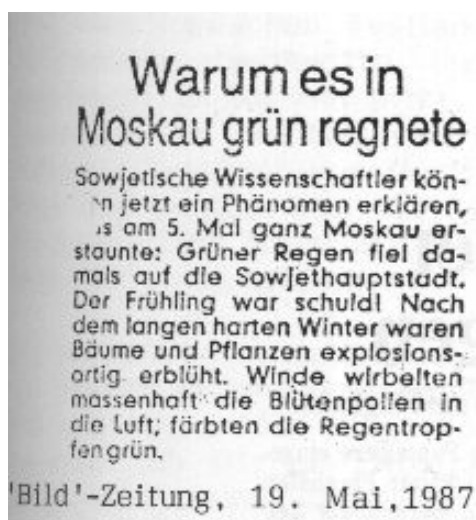 Warum es in
Moskau grün regnete
Sowjetische Wissenschaftler kön-
n jetzt ein Phänomen erklären,
s am 5. Mai ganz Moskau er-
staunte: Grüner Regen fiel da-
mals auf die Sowjethauptstadt.
Der Frühling war schuld! Nach
dem langen harten Winter waren
Bäume und Pflanzen explosions-
artig erblüht. Winde wirbelten
massenhaft die Blütenpollen in
die Luft, färbten die Regentrop-
fen grün.
'Bild'-Zeitung, 19. Mai,1987